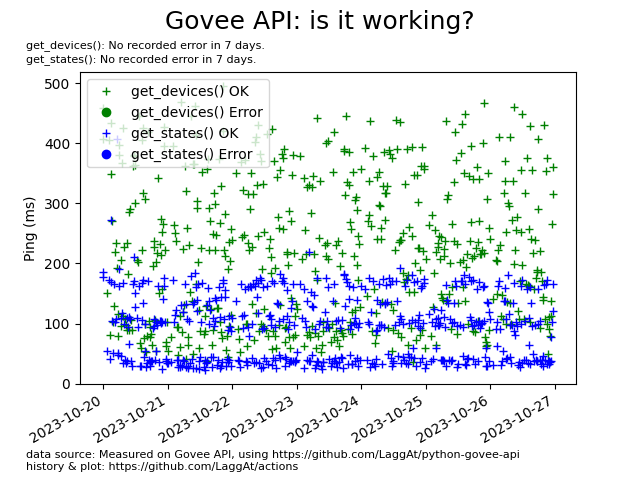 Govee API: is it working?
get_devices(): No recorded error in 7 days.
get_states(): No recorded error in 7 days.
500
400
300
200
100
0
Ping (ms)
get_devices() OK
get_devices() Error
get_states() OK
get_states() Error
2023-10-20
2023-10-21
2023-10-22
2023-10-23
2023-10-24
2023-10-25
2023-10-26
2023-10-27
data source: Measured on Govee API, using https://github.com/LaggAt/python-govee-api
history & plot: https://github.com/LaggAt/actions